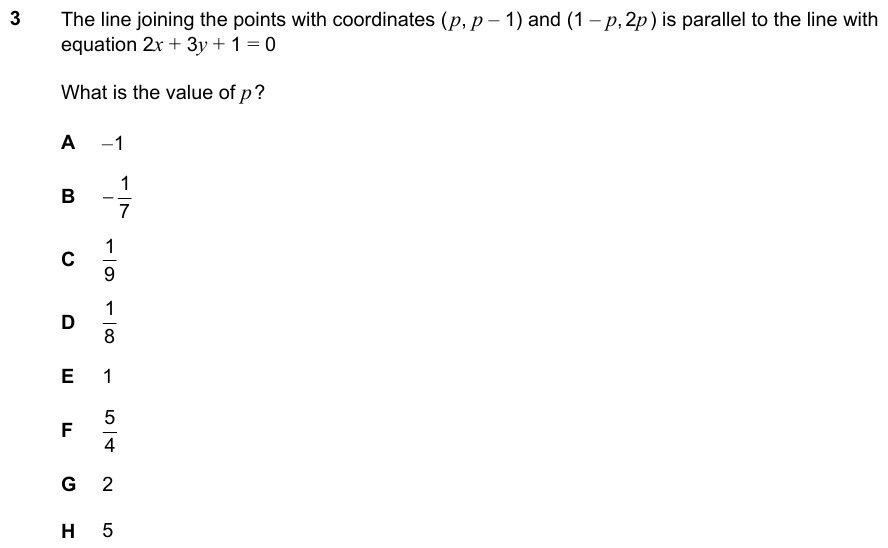 3 The line joining the points with coordinates (p, p – 1) and (1 – p, 2p) is parallel to the line with
equation 2x + 3y + 1 = 0
What is the value of p?
A –1
B –1/7
C 1/9
D 1/8
E 1
F 5/4
G 2
H 5